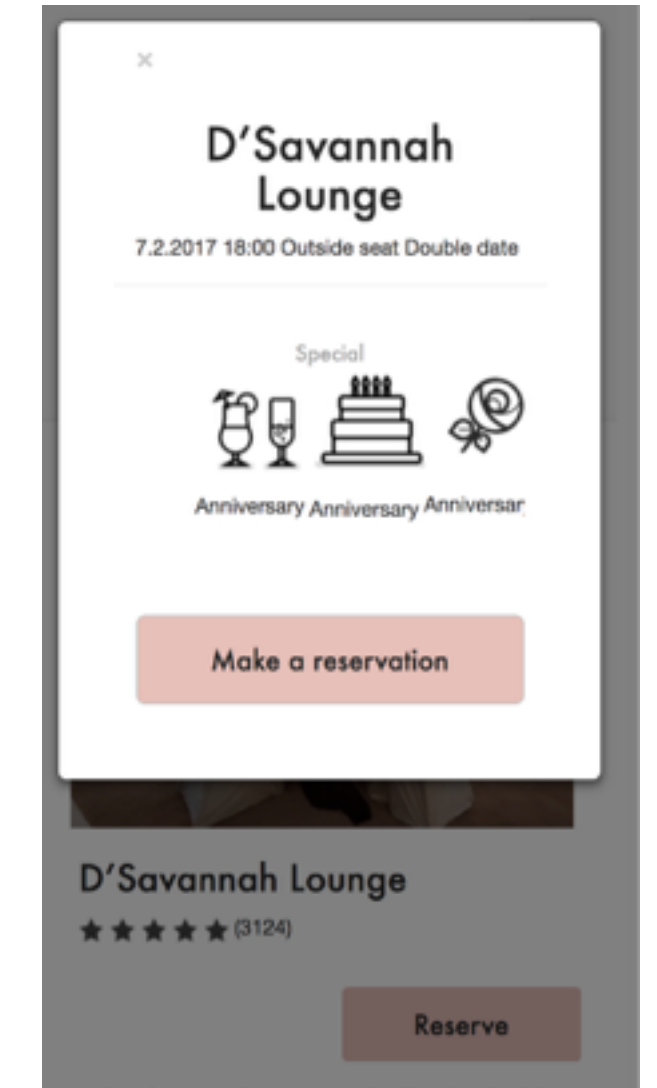 ×
D'Savannah
Lounge
7.2.2017 18:00 Outside seat Double date
Special
Anniversary Anniversary Anniversar
Make a reservation
D'Savannah Lounge
(3124)
Reserve